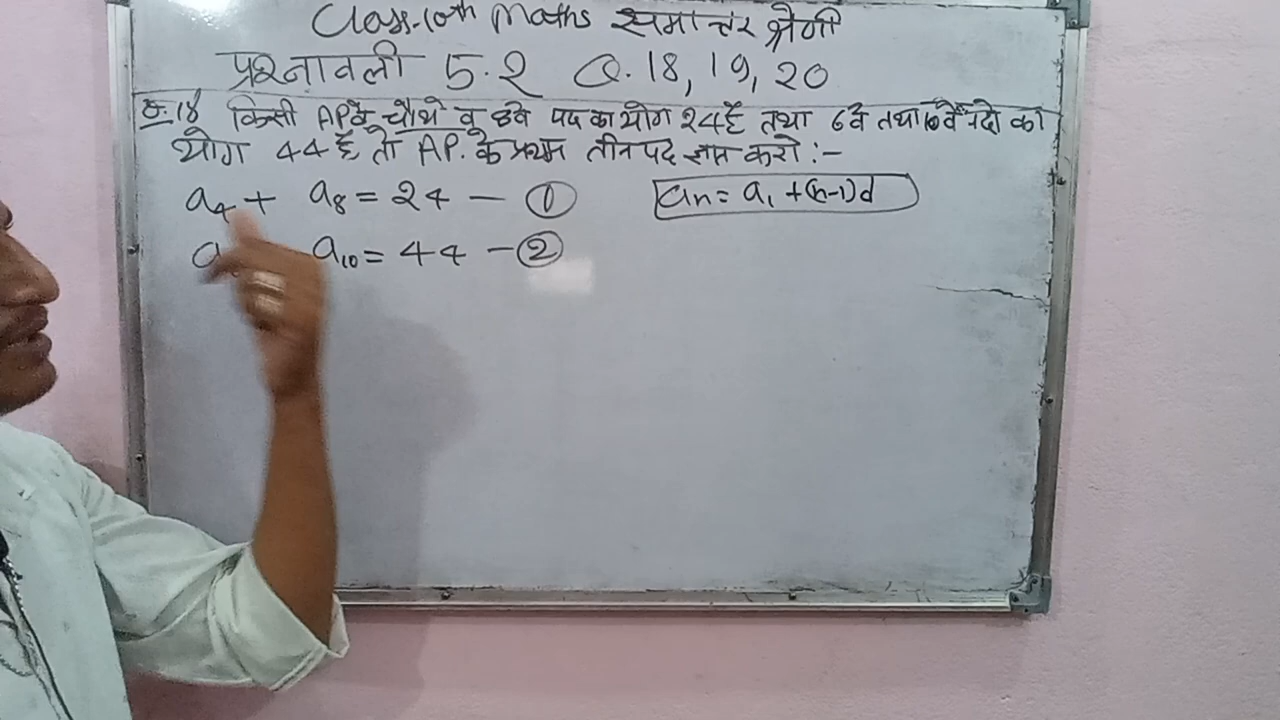 Class-10th Maths समान्तर श्रेणी
प्रश्नावली 5.2 Q.18, 19, 20
प्र.18 किसी AP के चौथे व 8वे पद का योग 24 है तथा 6वे तथा 10वें पदो का
योग 44 है तो A.P. के प्रथम तीन पद ज्ञात करो :-
a₄ + a₈ = 24 — ①
aₙ = a₁ + (n-1)d
a a₁₀ = 44 - ②